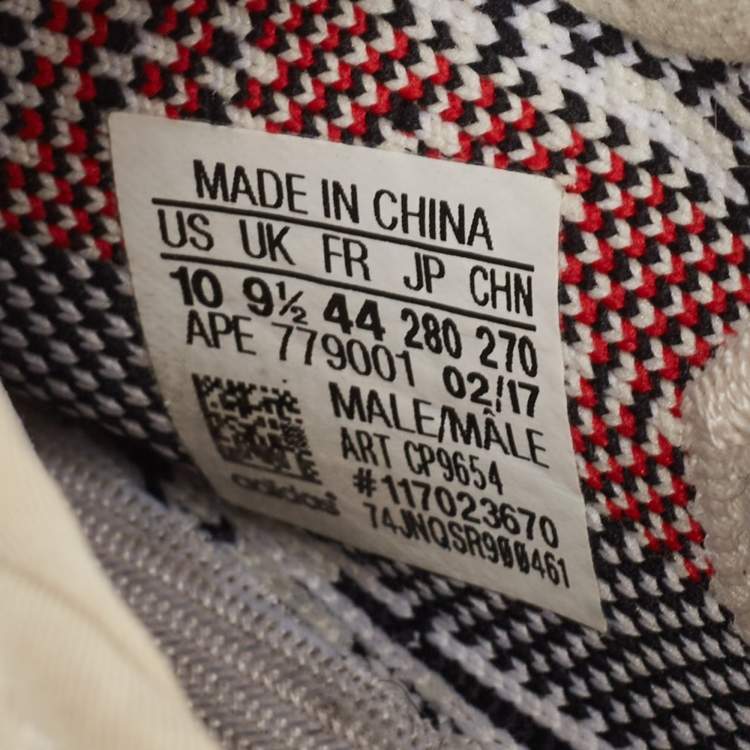 MADE IN CHINA
US UK FR JP CHN
10 9½ 44 280 270
APE 779001 02/17
MALE/MÂLE
ART CP9654
#117023670
74JNQSR900461
adidas